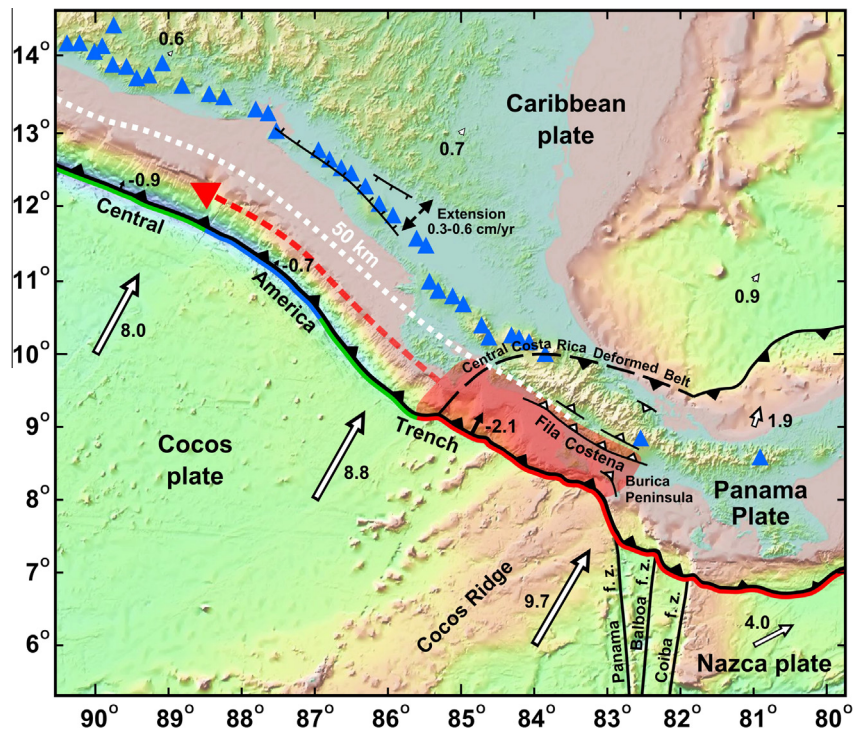 14°
13°
12°
11°
10°
9°
8°
7°
6°
0.6
Caribbean
plate
0.7
-0.9
Central
Extension
0.3-0.6 cm/yr
50 km
-0.7
America
0.9
8.0
Central Costa Rica Deformed Belt
1.9
Trench
-2.1
Fila Costena
Cocos
plate
8.8
Burica
Peninsula
Panama
Plate
Cocos Ridge
9.7
Panama f. z.
Balboa f. z.
Coiba f. z.
4.0
Nazca plate
90° 89° 88° 87° 86° 85° 84° 83° 82° 81° 80°